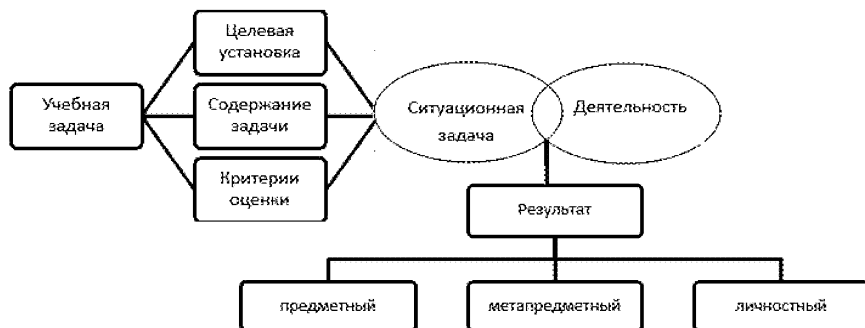 Целевая
установка
Учебная
задача
Содержание
задачи
Критерии
оценки
Ситуационная
задача
Деятельность
Результат
предметный
метапредметный
личностный